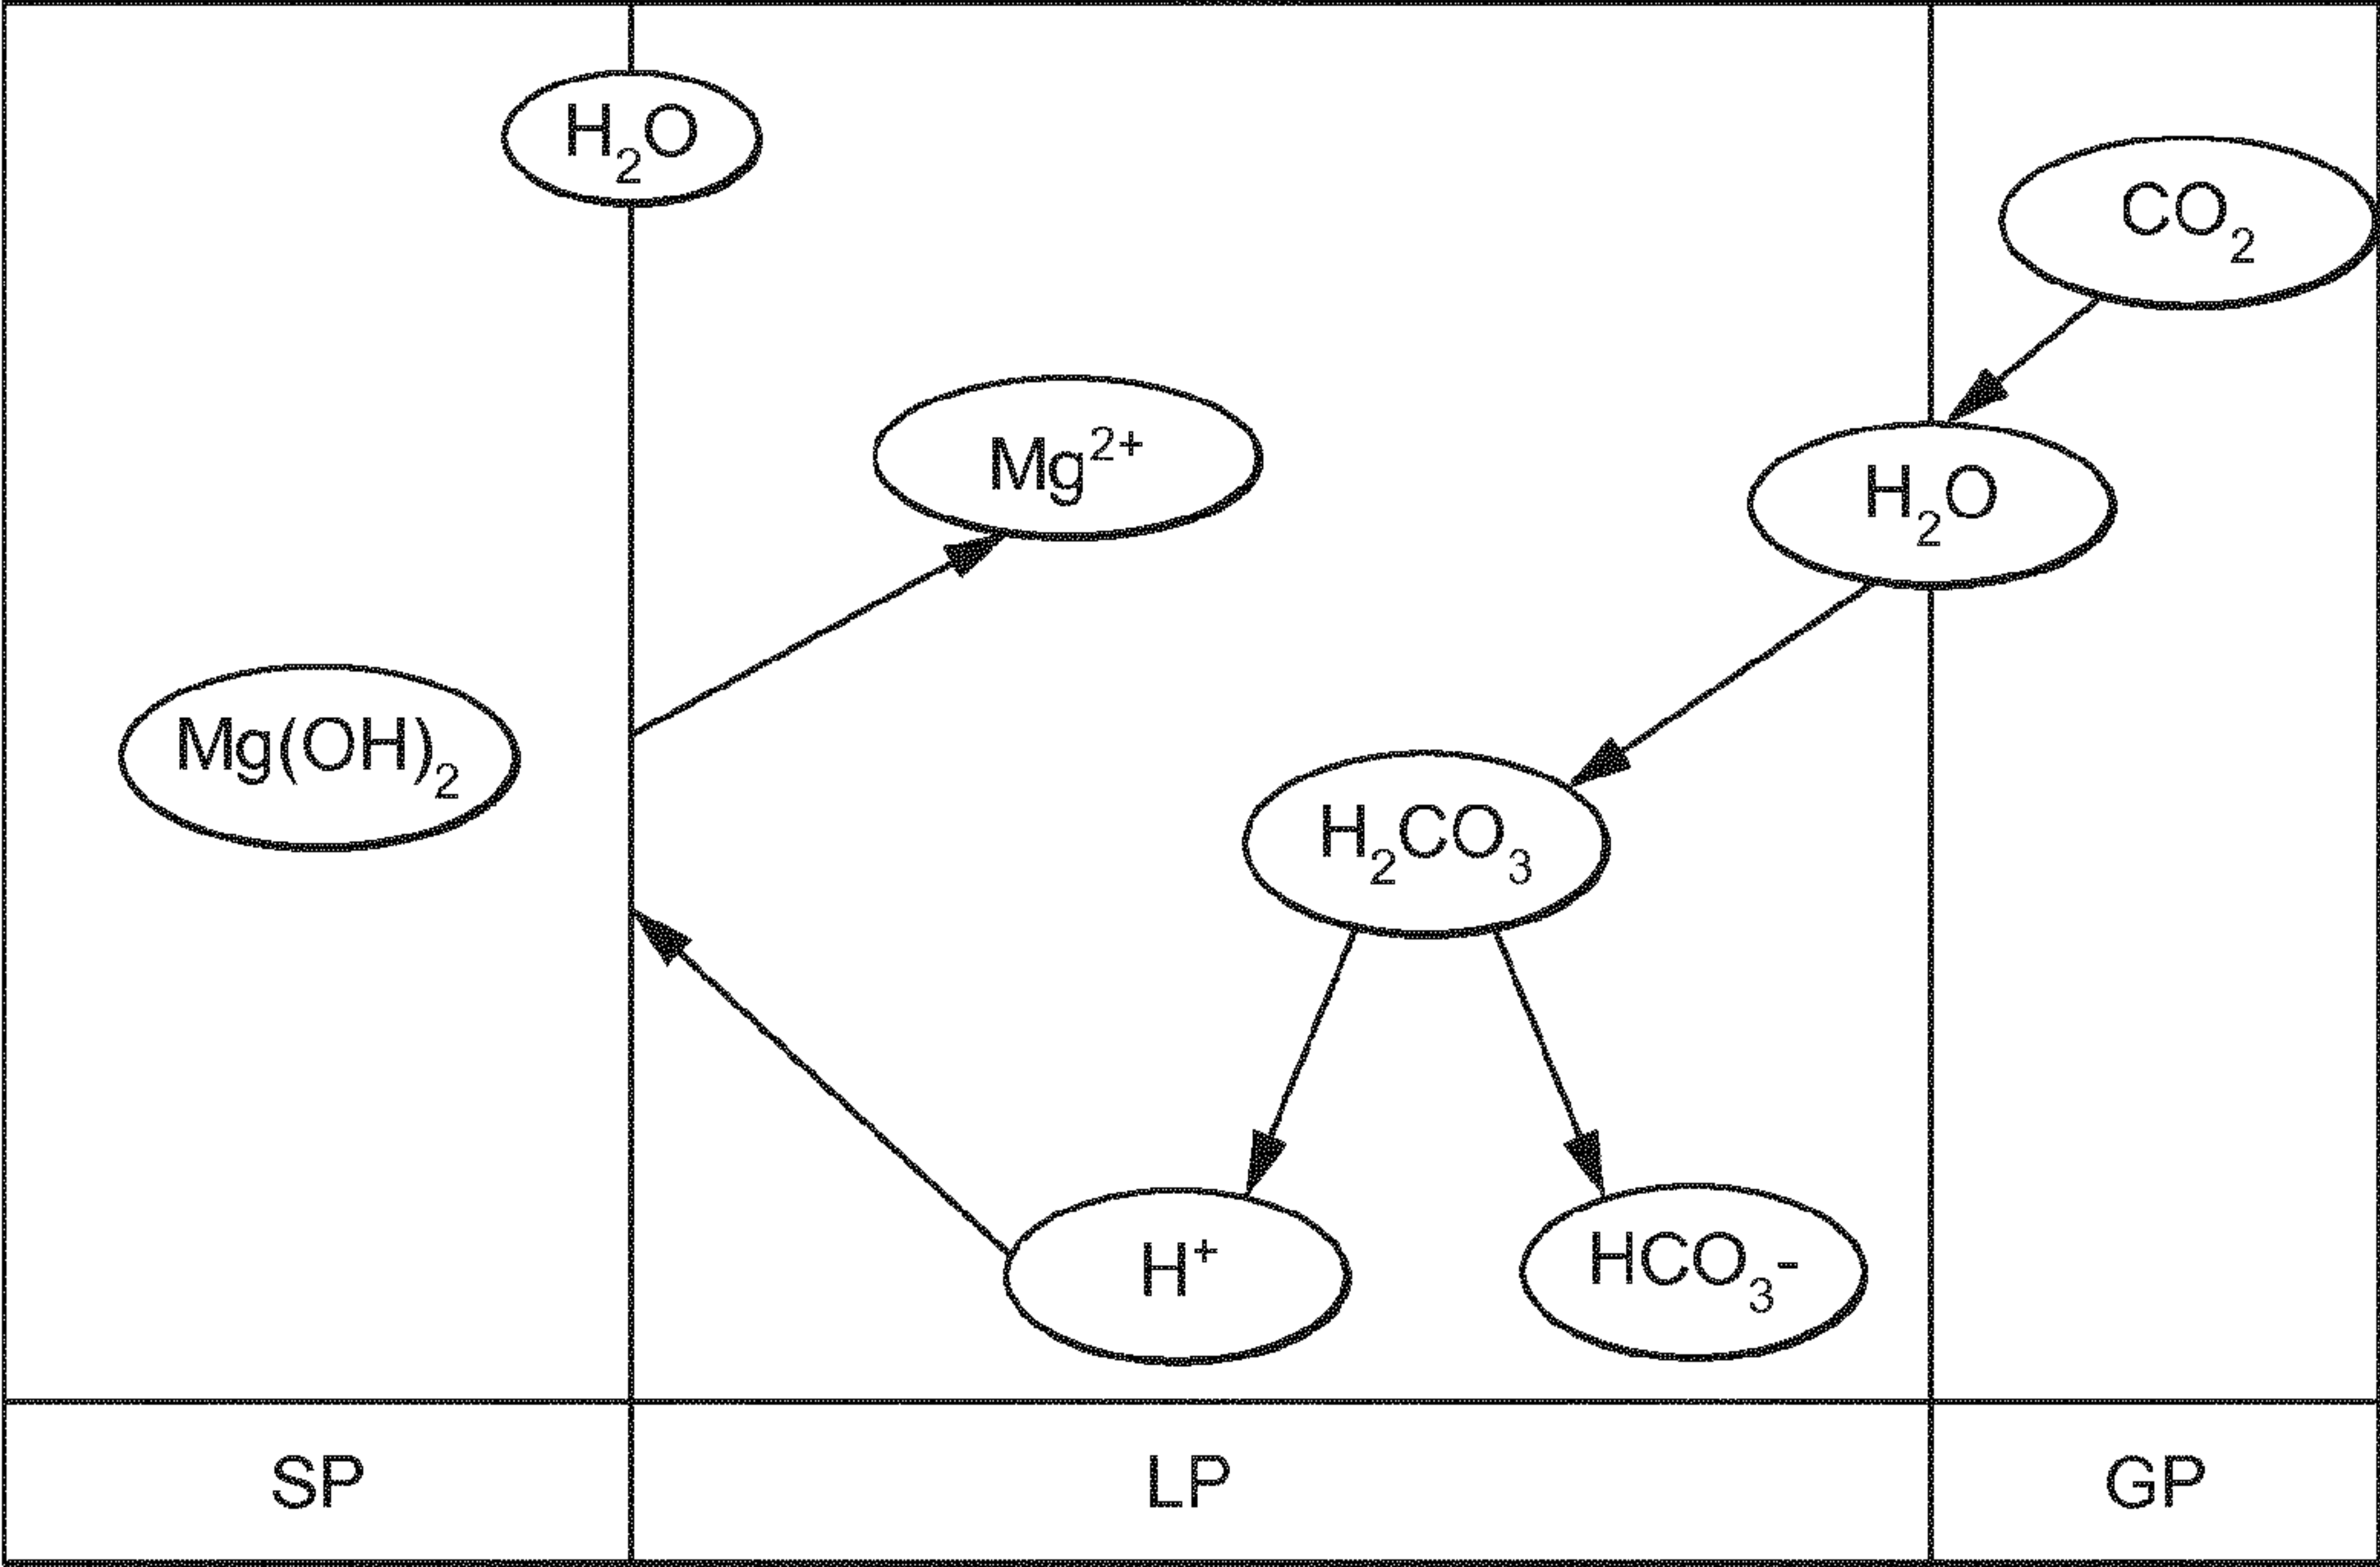 H₂O
CO₂
Mg²⁺
H₂O
Mg(OH)₂
H₂CO₃
H⁺
HCO₃-
SP
LP
GP